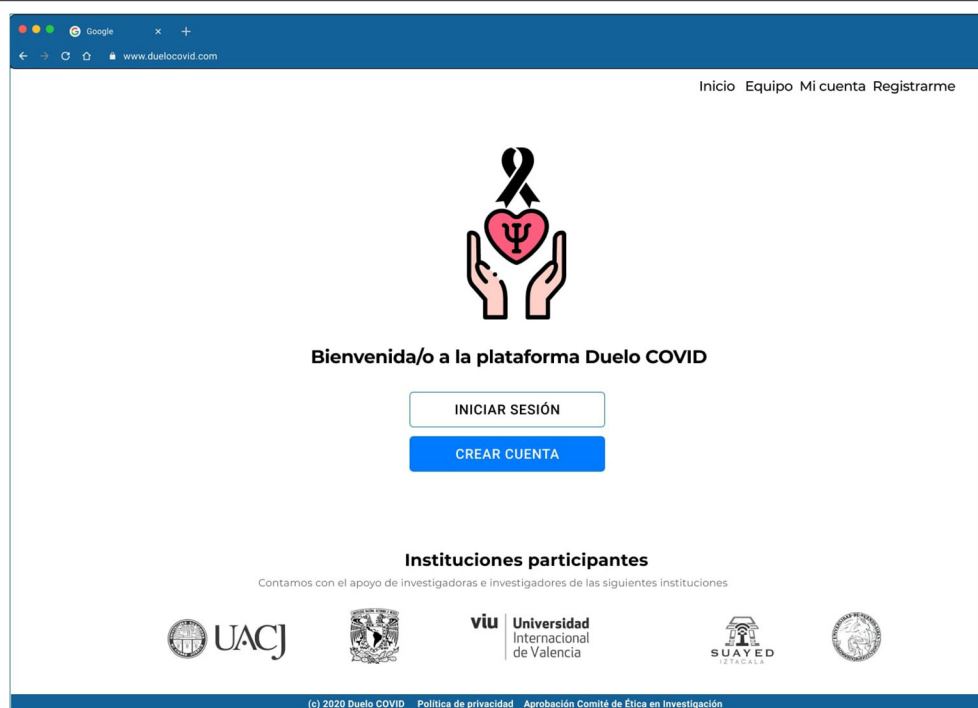 Google
www.duelocovid.com
Inicio Equipo Mi cuenta Registrarme
Ψ
Bienvenida/o a la plataforma Duelo COVID
INICIAR SESIÓN
CREAR CUENTA
Instituciones participantes
Contamos con el apoyo de investigadoras e investigadores de las siguientes instituciones
UACJ
viu Universidad
Internacional
de Valencia
SUAYED
IZTACALA
(c) 2020 Duelo COVID Política de privacidad Aprobación Comité de Ética en Investigación